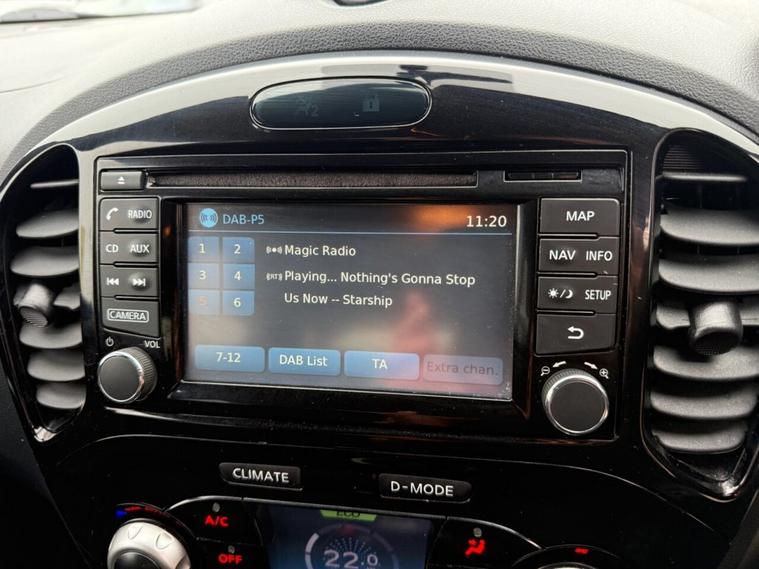 2
DAB-P5
11:20
RADIO
CD AUX
CAMERA
VOL
1 2
3 4
5 6
Magic Radio
Playing... Nothing's Gonna Stop
Us Now -- Starship
7-12
DAB List
TA
Extra chan.
MAP
NAV INFO
SETUP
CLIMATE
D-MODE
A/C
OFF
ECO
22.0